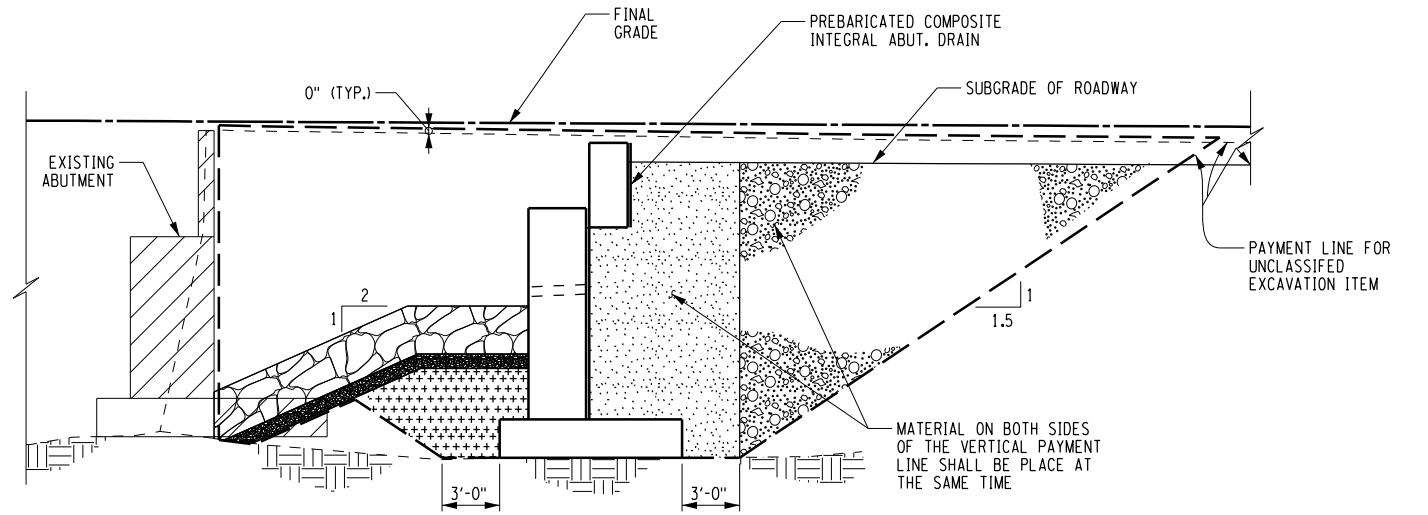 FINAL
GRADE
PREBARICATED COMPOSITE
INTEGRAL ABUT. DRAIN
0" (TYP.)
SUBGRADE OF ROADWAY
EXISTING
ABUTMENT
PAYMENT LINE FOR
UNCLASSIFED
EXCAVATION ITEM
2
1
1
1.5
MATERIAL ON BOTH SIDES
OF THE VERTICAL PAYMENT
LINE SHALL BE PLACE AT
THE SAME TIME
3'-0"
3'-0"